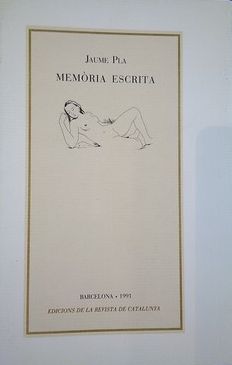 JAUME PLA
MEMÒRIA ESCRITA
BARCELONA • 1991
EDICIONS DE LA REVISTA DE CATALUNYA